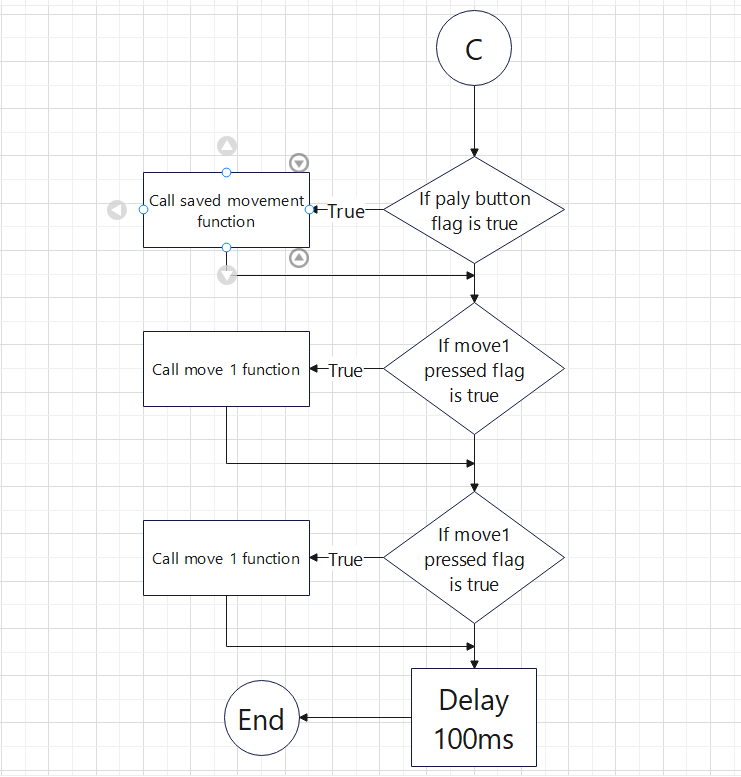 C
If paly button
flag is true
True
Call saved movement
function
If move1
pressed flag
is true
True
Call move 1 function
If move1
pressed flag
is true
True
Call move 1 function
Delay
100ms
End